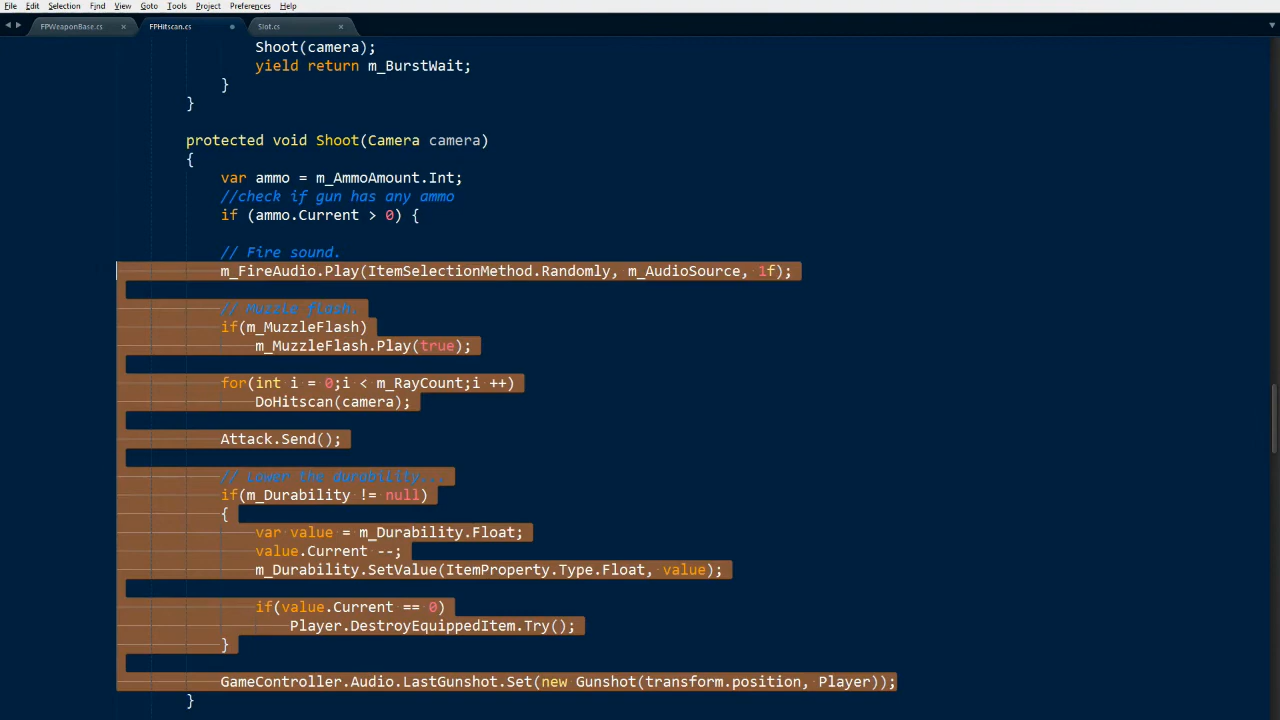 File Edit Selection Find View Goto Tools Project Preferences Help
FPWeaponBase.cs × FPHitscan.cs Slot.cs ×
Shoot(camera);
yield return m_BurstWait;
}
}
protected void Shoot(Camera camera)
{
var ammo = m_AmmoAmount.Int;
//check if gun has any ammo
if (ammo.Current > 0) {
// Fire sound.
m_FireAudio.Play(ItemSelectionMethod.Randomly, m_AudioSource, 1f);
// Muzzle flash.
if(m_MuzzleFlash)
m_MuzzleFlash.Play(true);
for(int i = 0;i < m_RayCount;i ++)
DoHitscan(camera);
Attack.Send();
// Lower the durability...
if(m_Durability != null)
{
var value = m_Durability.Float;
value.Current --;
m_Durability.SetValue(ItemProperty.Type.Float, value);
if(value.Current == 0)
Player.DestroyEquippedItem.Try();
}
GameController.Audio.LastGunshot.Set(new Gunshot(transform.position, Player));
}